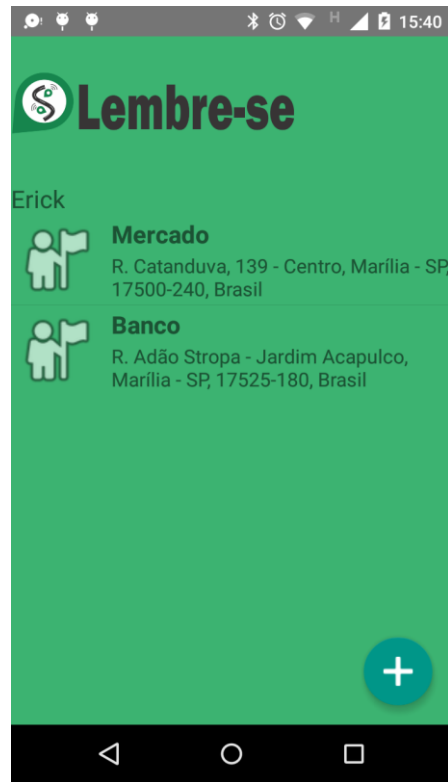 H 15:40
Lembre-se
Erick
Mercado
R. Catanduva, 139 - Centro, Marília - SP,
17500-240, Brasil
Banco
R. Adão Stropa - Jardim Acapulco,
Marília - SP, 17525-180, Brasil